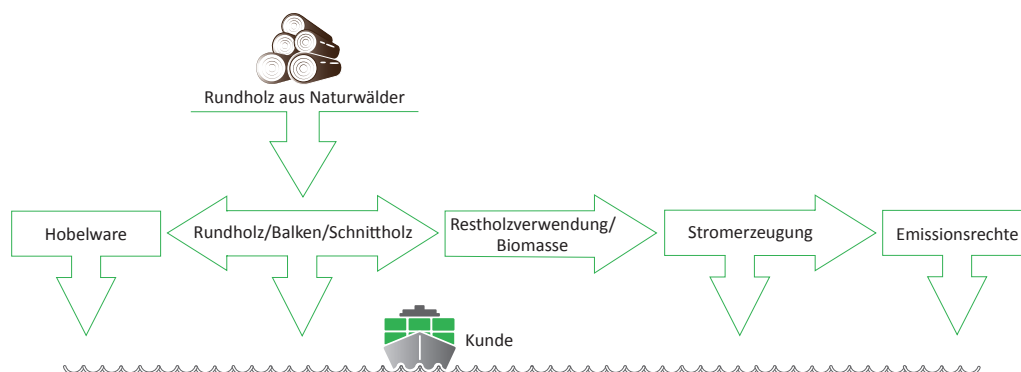 Rundholz aus Naturwälder
Hobelware
Rundholz/Balken/Schnittholz
Restholzverwendung/
Biomasse
Stromerzeugung
Emissionsrechte
Kunde